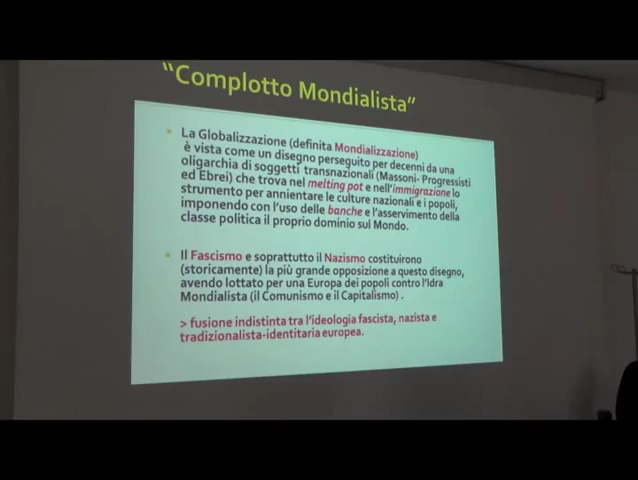 "Complotto Mondialista"
La Globalizzazione (definita Mondializzazione)
è vista come un disegno perseguito per decenni da una
oligarchia di soggetti transnazionali (Massoni- Progressisti
ed Ebrei) che trova nel melting pot e nell'immigrazione lo
strumento per annientare le culture nazionali e i popoli,
imponendo con l'uso delle banche e l'asservimento della
classe politica il proprio dominio sul Mondo.
Il Fascismo e soprattutto il Nazismo costituirono
(storicamente) la più grande opposizione a questo disegno,
avendo lottato per una Europa dei popoli contro l'Idra
Mondialista (il Comunismo e il Capitalismo) .
> fusione indistinta tra l'ideologia fascista, nazista e
tradizionalista-identitaria europea.